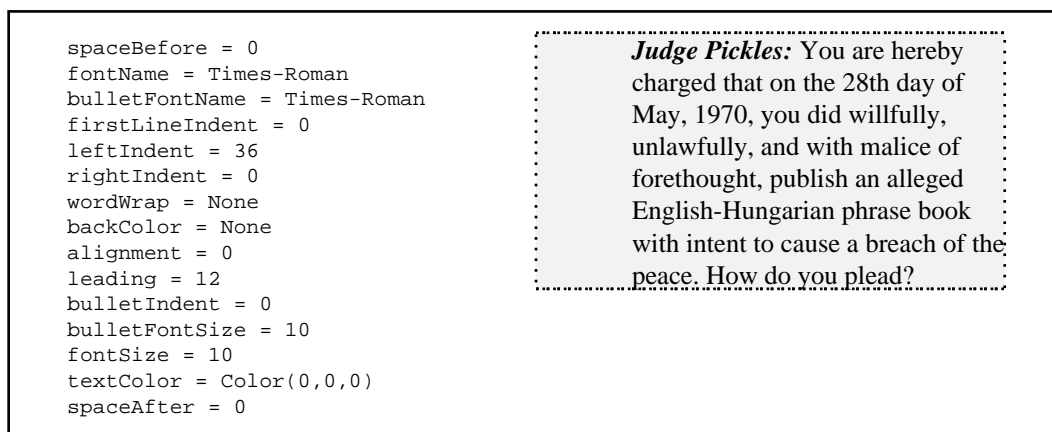 spaceBefore = 0
fontName = Times-Roman
bulletFontName = Times-Roman
firstLineIndent = 0
leftIndent = 36
rightIndent = 0
wordWrap = None
backColor = None
alignment = 0
leading = 12
bulletIndent = 0
bulletFontSize = 10
fontSize = 10
textColor = Color(0,0,0)
spaceAfter = 0
Judge Pickles: You are hereby
charged that on the 28th day of
May, 1970, you did willfully,
unlawfully, and with malice of
forethought, publish an alleged
English-Hungarian phrase book
with intent to cause a breach of the
peace. How do you plead?